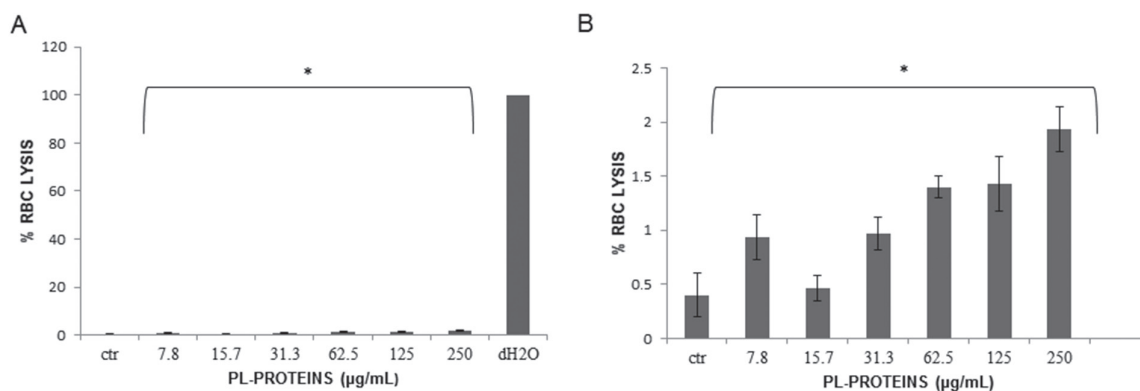 A
% RBC LYSIS
120
100
80
60
40
20
0
*
ctr 7.8 15.7 31.3 62.5 125 250 dH2O
PL-PROTEINS (µg/mL)
B
% RBC LYSIS
2.5
2
1.5
1
0.5
0
*
ctr 7.8 15.7 31.3 62.5 125 250
PL-PROTEINS (µg/mL)